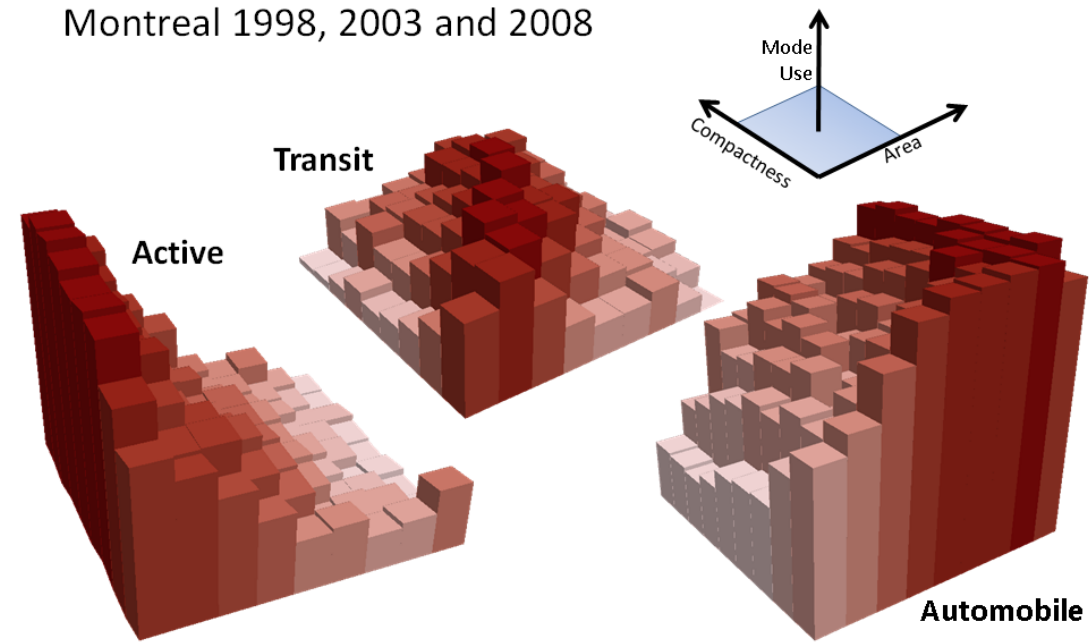 Montreal 1998, 2003 and 2008
Mode
Use
Compactness
Area
Transit
Active
Automobile